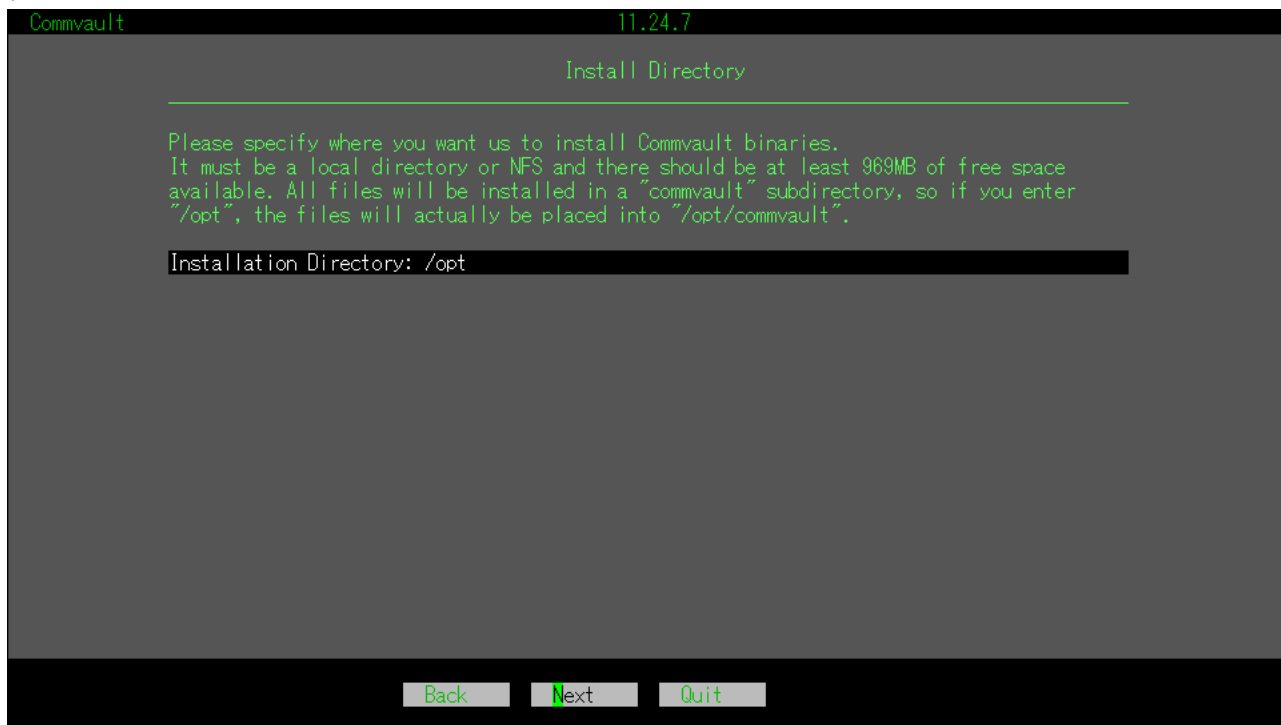 Commvault 11.24.7
Install Directory
Please specify where you want us to install Commvault binaries.
It must be a local directory or NFS and there should be at least 969MB of free space
available. All files will be installed in a "commvault" subdirectory, so if you enter
"/opt", the files will actually be placed into "/opt/commvault".
Installation Directory: /opt
Back Next Quit